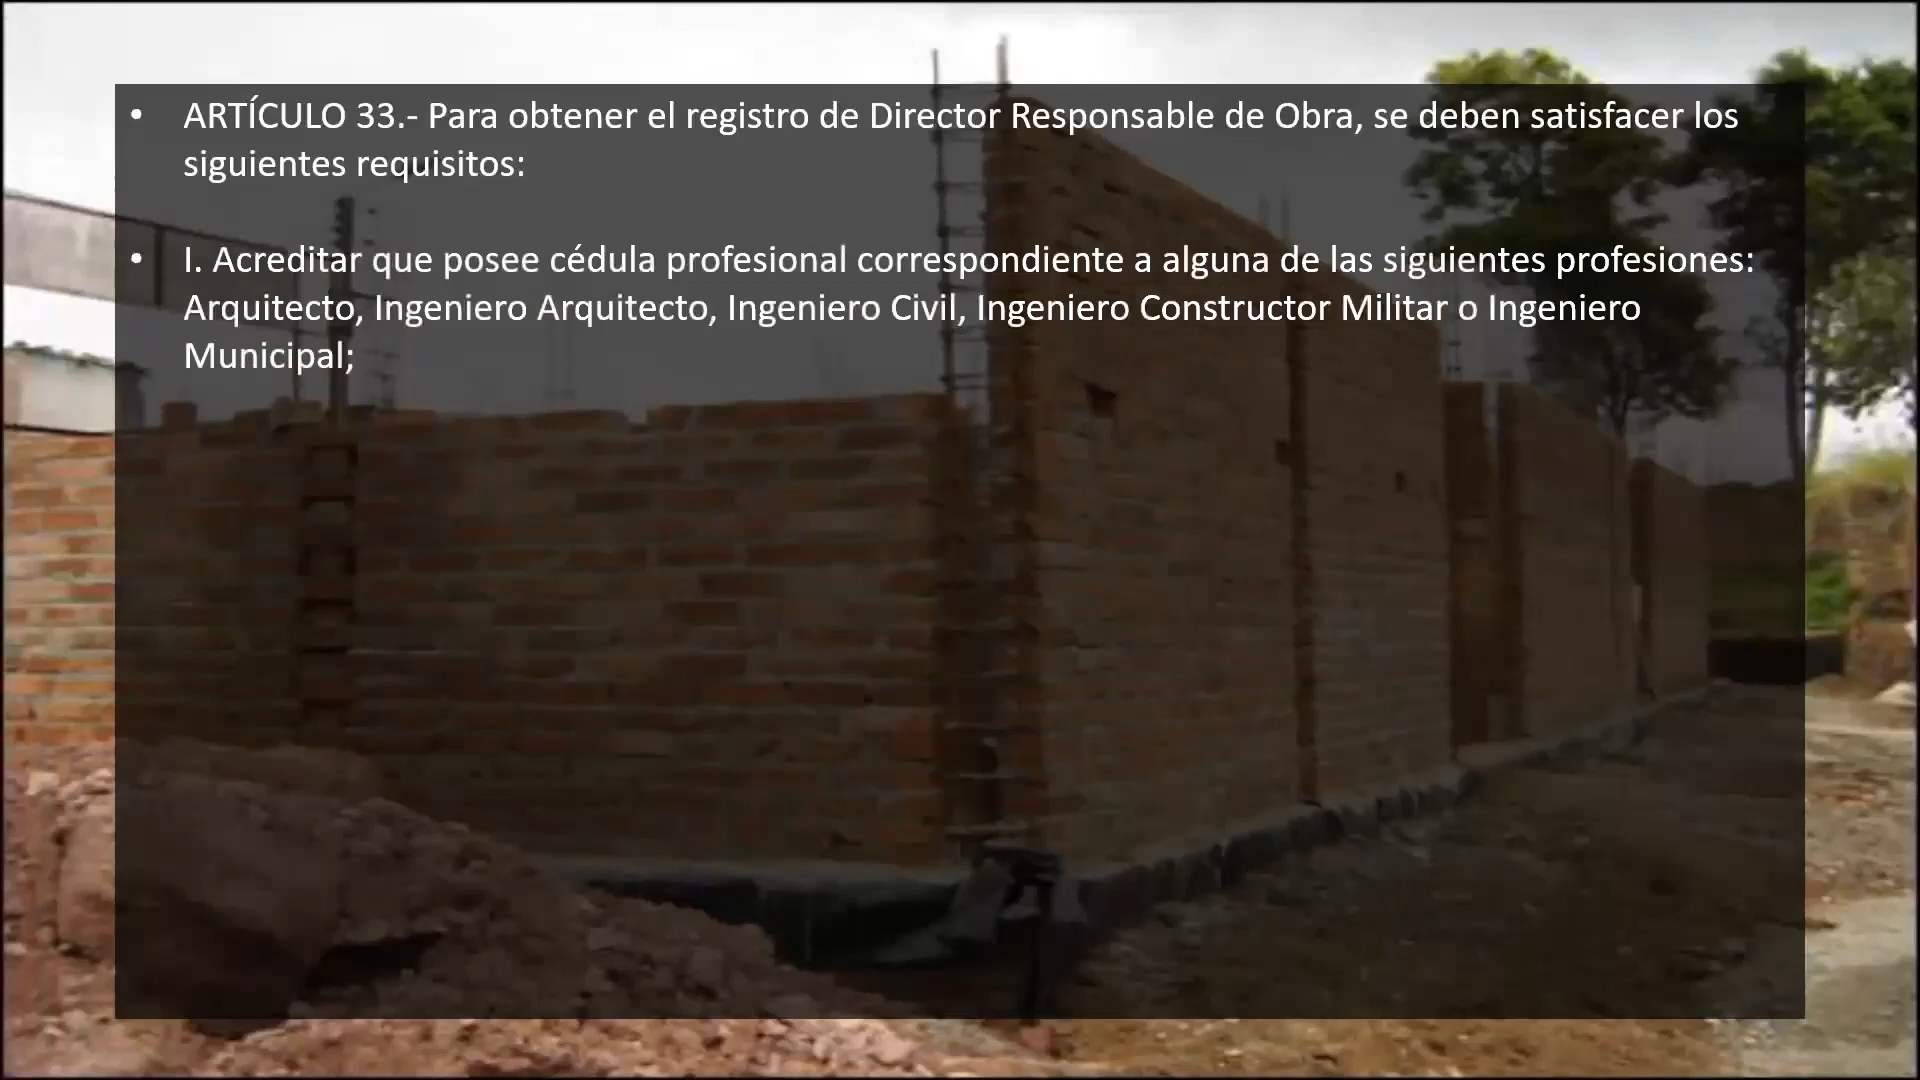 • ARTÍCULO 33.- Para obtener el registro de Director Responsable de Obra, se deben satisfacer los
siguientes requisitos:
• I. Acreditar que posee cédula profesional correspondiente a alguna de las siguientes profesiones:
Arquitecto, Ingeniero Arquitecto, Ingeniero Civil, Ingeniero Constructor Militar o Ingeniero
Municipal;